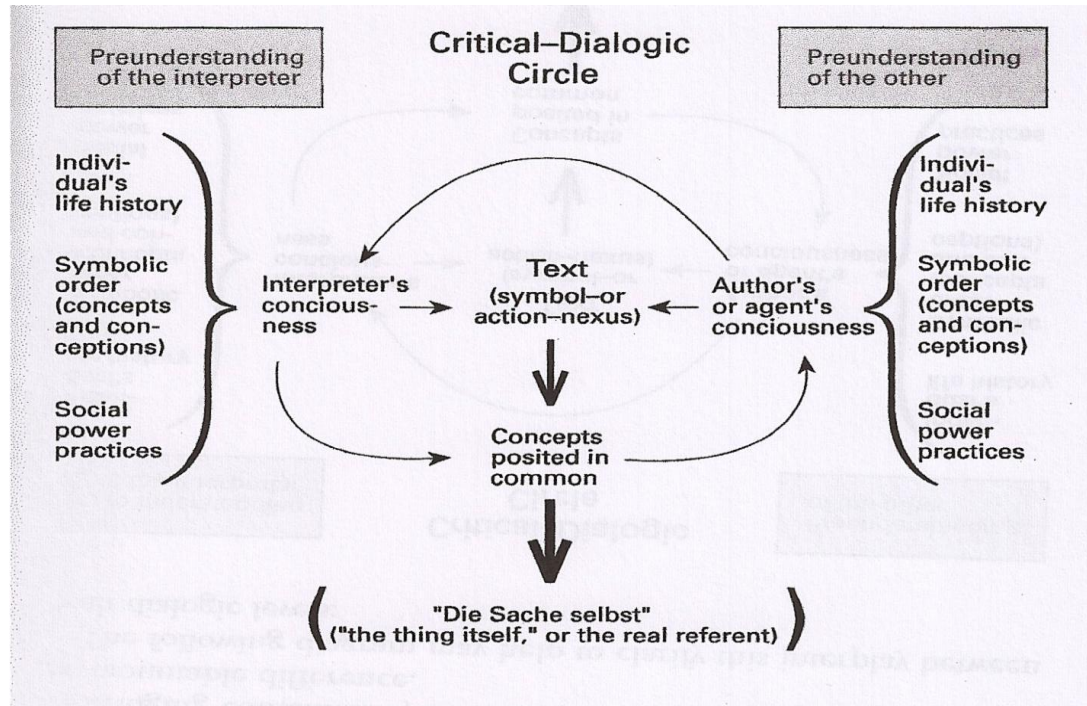 Critical–Dialogic
Circle
Preunderstanding
of the interpreter
Preunderstanding
of the other
Indivi-
dual's
life history
Symbolic
order (concepts
and con-
ceptions)
Social
power
practices
Interpreter's
concious-
ness
Text
(symbol–or
action–nexus)
Author's
or agent's
conciousness
Indivi-
dual's
life history
Symbolic
order (concepts
and con-
ceptions)
Social
power
practices
Concepts
posited in
common
"Die Sache selbst"
("the thing itself," or the real referent)